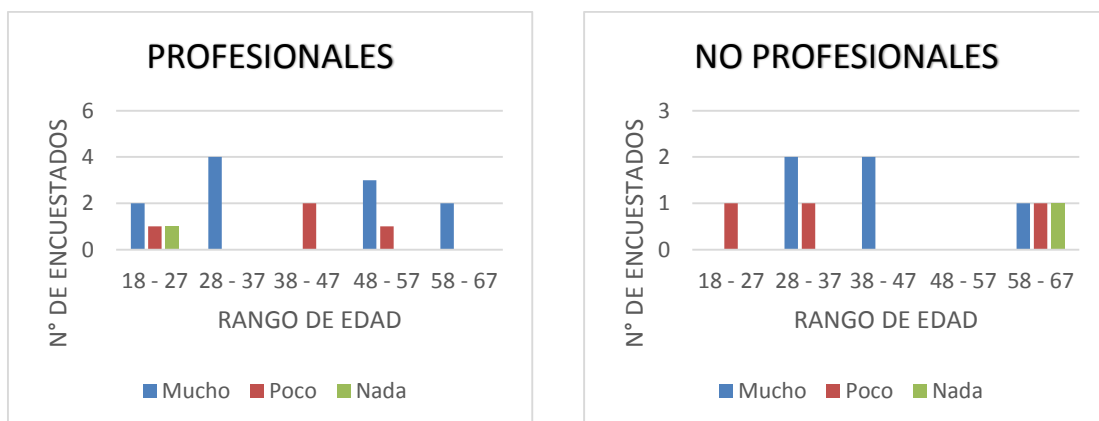 PROFESIONALES
N° DE ENCUESTADOS
6
4
2
0
18 - 27 28 - 37 38 - 47 48 - 57 58 - 67
RANGO DE EDAD
Mucho Poco Nada
NO PROFESIONALES
N° DE ENCUESTADOS
3
2
1
0
18 - 27 28 - 37 38 - 47 48 - 57 58 - 67
RANGO DE EDAD
Mucho Poco Nada